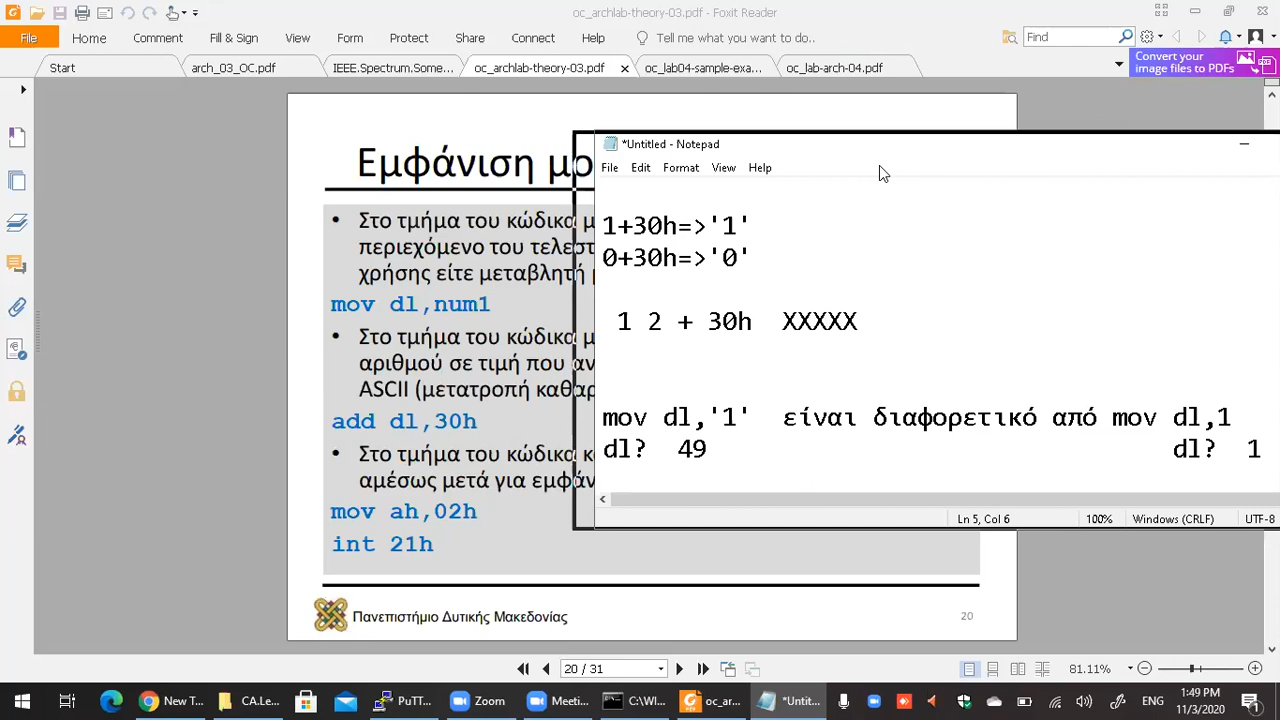 oc_archlab-theory-03.pdf - Foxit Reader
File Home Comment Fill & Sign View Form Protect Share Connect Help Tell me what you want to do.. Find
Start arch_03_OC.pdf IEEE.Spectrum.Some... oc_archlab-theory-03.pdf oc_lab04-sample-exa... oc_lab-arch-04.pdf
Convert your
image files to PDFs
Εμφάνιση μο
• Στο τμήμα του κώδικα μ
περιεχόμενο του τελεστ
χρήσης είτε μεταβλητή μ
mov dl,num1
• Στο τμήμα του κώδικα μ
αριθμού σε τιμή που αν
ASCII (μετατροπή καθαρ
add dl,30h
• Στο τμήμα του κώδικα κ
αμέσως μετά για εμφάν
mov ah,02h
int 21h
Πανεπιστήμιο Δυτικής Μακεδονίας
20
*Untitled - Notepad
File Edit Format View Help
1+30h=>'1'
0+30h=>'0'
1 2 + 30h XXXXX
mov dl,'1' είναι διαφορετικό από mov dl,1
dl? 49 dl? 1
Ln 5, Col 6 100% Windows (CRLF) UTF-8
20 / 31 81.11%
New T... CA.Le... PuTT... Zoom Meeti... C:\WI... oc_ar... *Untit... ENG
1:49 PM
11/3/2020